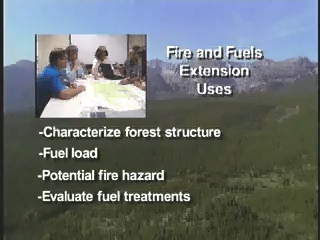 Fire and Fuels
Extension
Uses
-Characterize forest structure
-Fuel load
-Potential fire hazard
-Evaluate fuel treatments